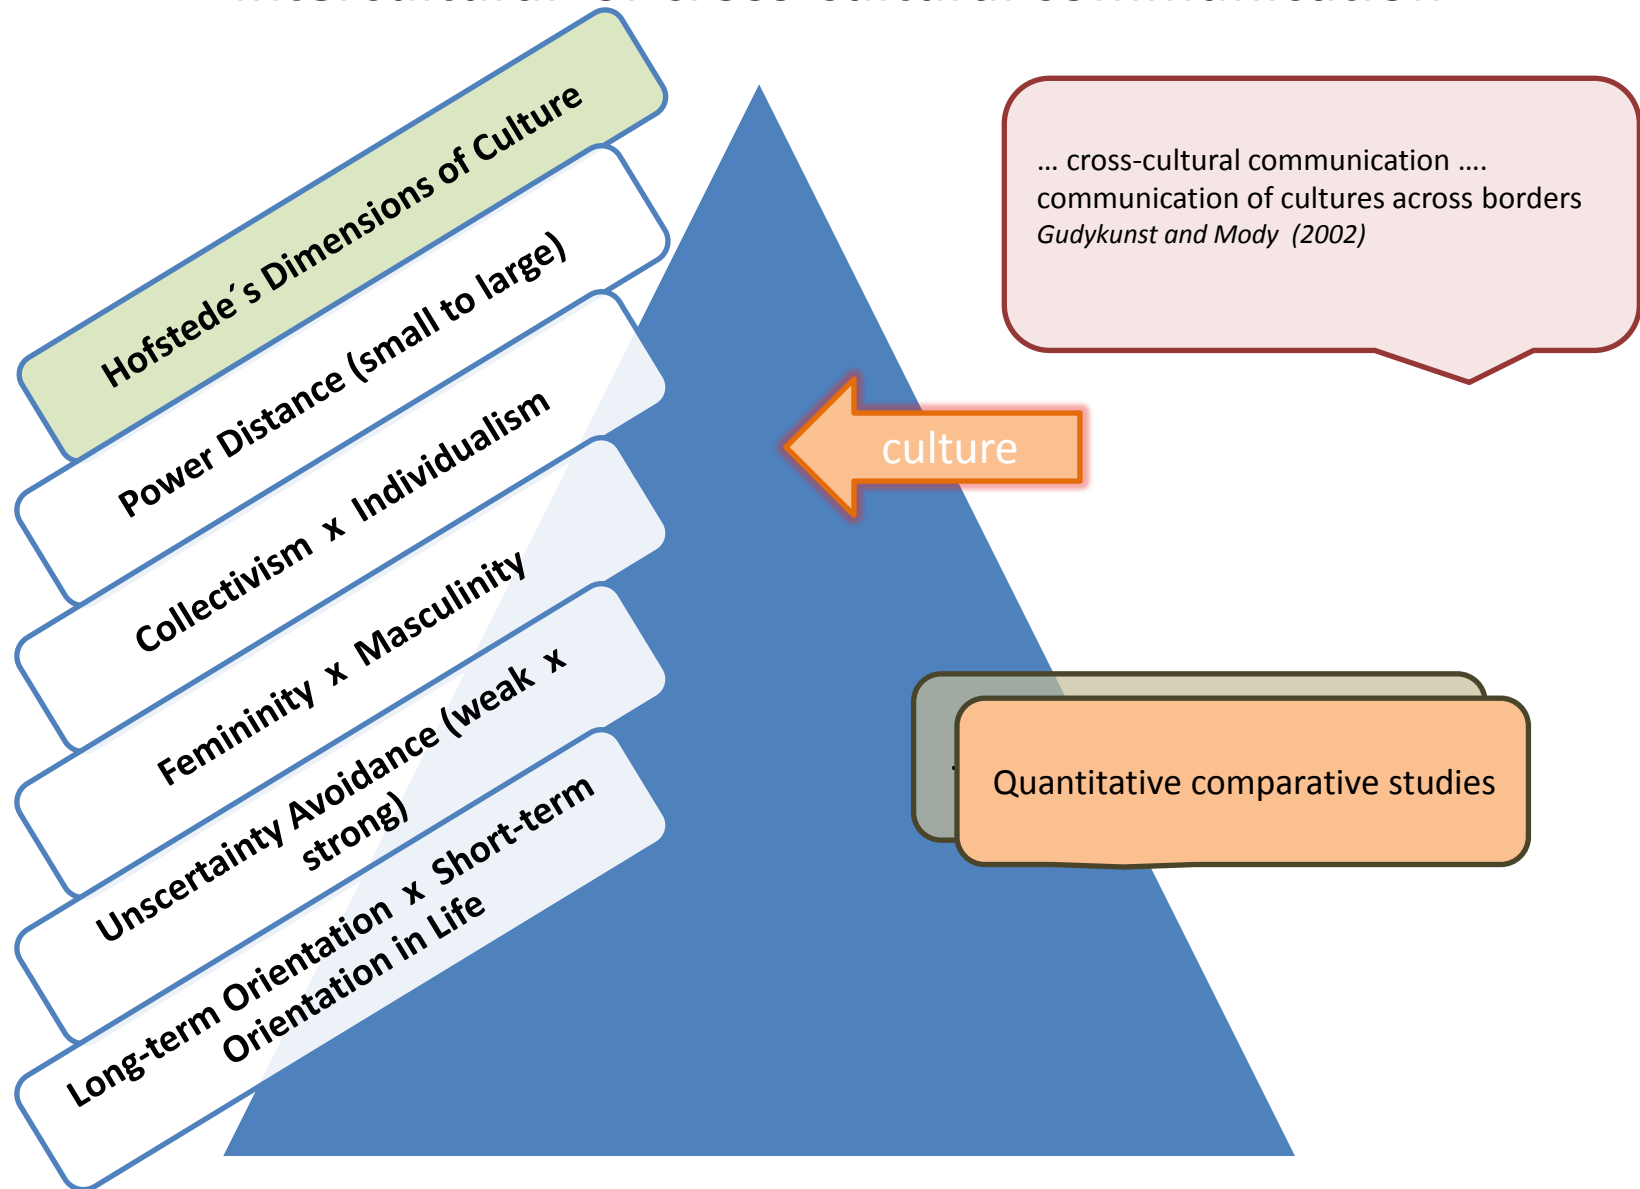 Hofstede´s Dimensions of Culture
Power Distance (small to large)
Collectivism x Individualism
Femininity x Masculinity
Unscertainty Avoidance (weak x
strong)
Long-term Orientation x Short-term
Orientation in Life
… cross-cultural communication ….
communication of cultures across borders
Gudykunst and Mody (2002)
culture
Quantitative comparative studies